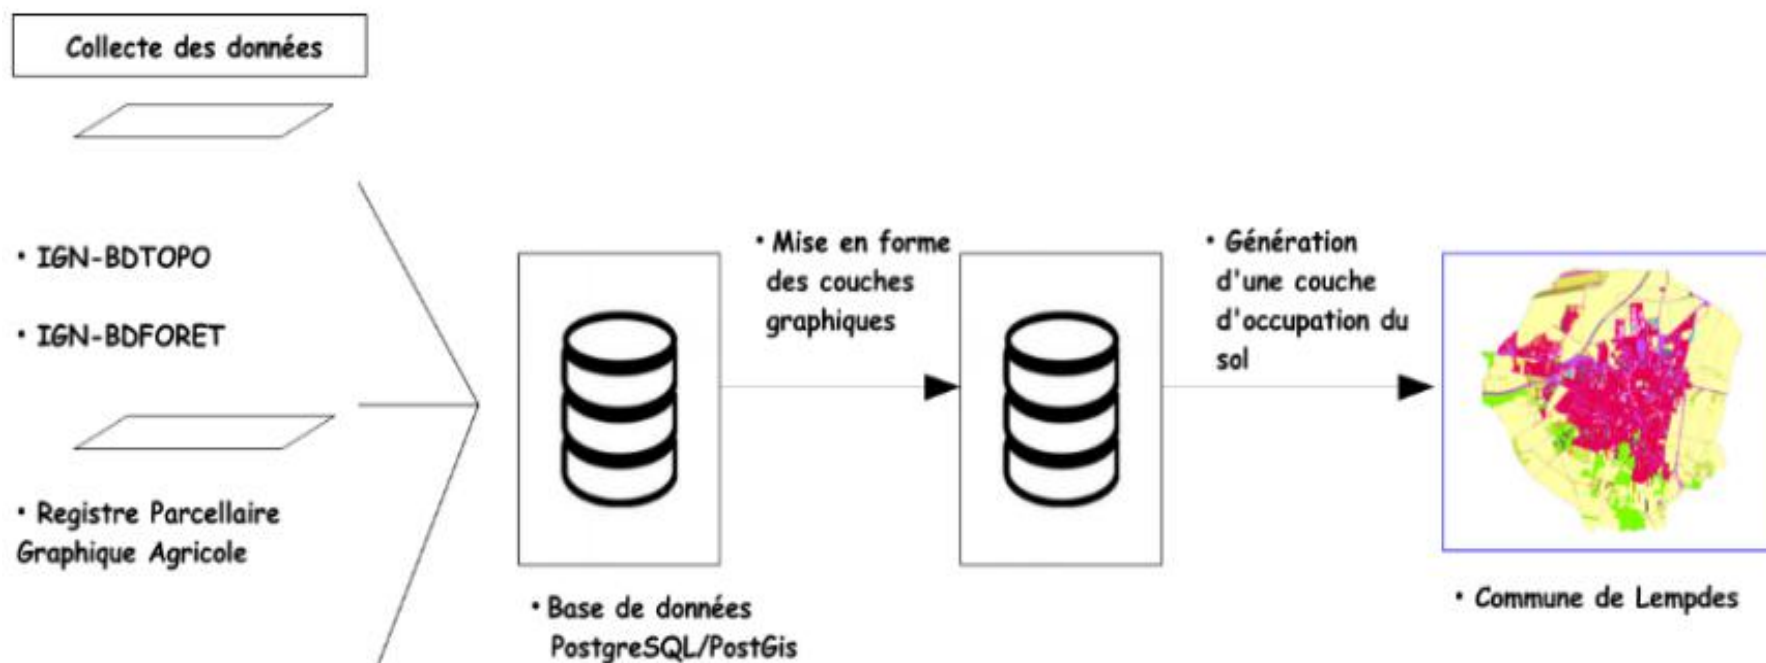 Collecte des données
• IGN-BDTOPO
• IGN-BDFORET
• Registre Parcellaire
Graphique Agricole
• Base de données
PostgreSQL/PostGis
• Mise en forme
des couches
graphiques
• Génération
d'une couche
d'occupation du
sol
• Commune de Lempdes